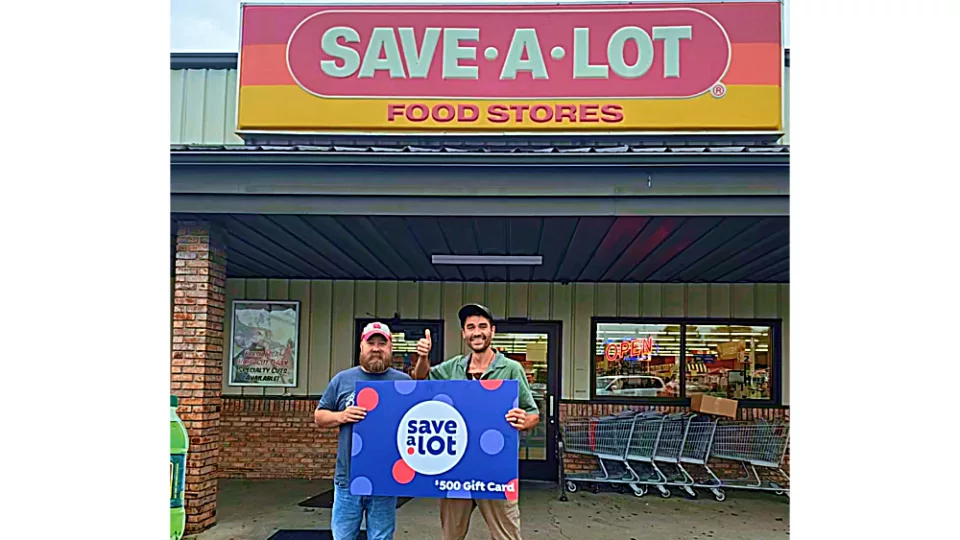 SAVE·A·LOT
®
FOOD STORES
SPECIALTY CUTS
AVAILABLE!
OPEN
save
a.lot
$500 Gift Card